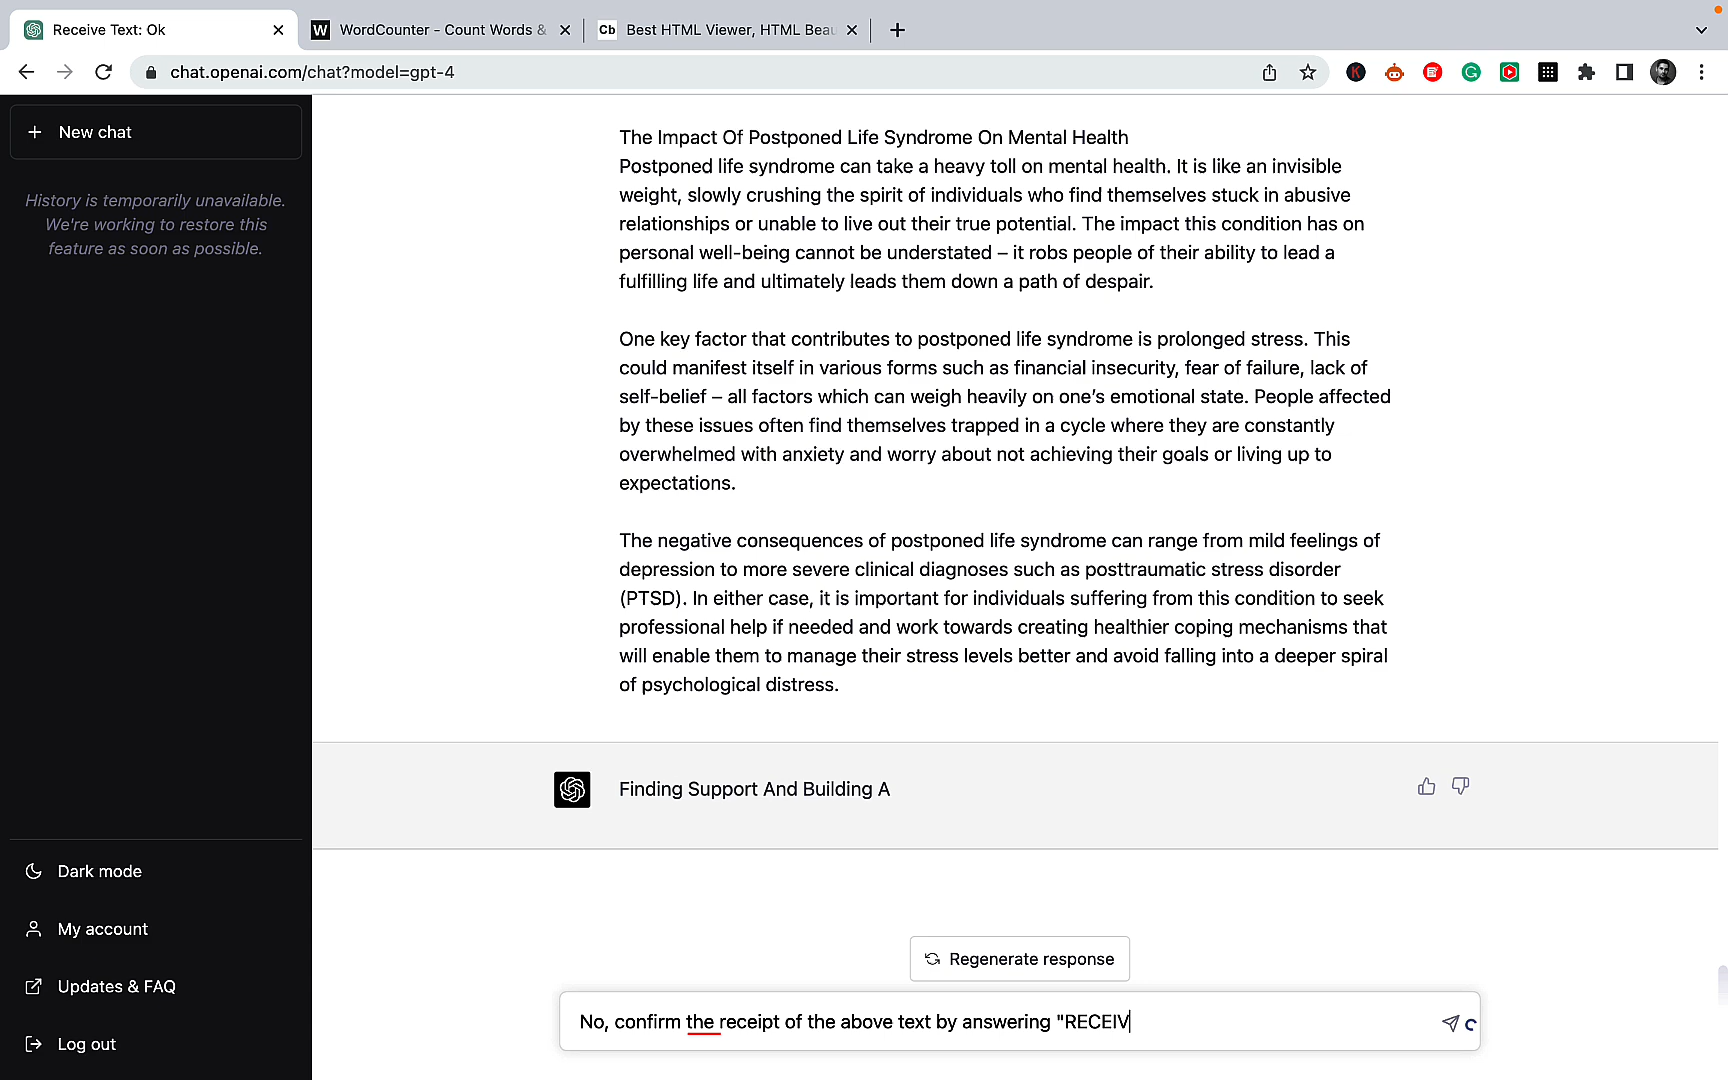 Receive Text: Ok
W WordCounter - Count Words &
Cb Best HTML Viewer, HTML Beau
chat.openai.com/chat?model=gpt-4
New chat
History is temporarily unavailable.
We're working to restore this
feature as soon as possible.
The Impact Of Postponed Life Syndrome On Mental Health
Postponed life syndrome can take a heavy toll on mental health. It is like an invisible
weight, slowly crushing the spirit of individuals who find themselves stuck in abusive
relationships or unable to live out their true potential. The impact this condition has on
personal well-being cannot be understated – it robs people of their ability to lead a
fulfilling life and ultimately leads them down a path of despair.
One key factor that contributes to postponed life syndrome is prolonged stress. This
could manifest itself in various forms such as financial insecurity, fear of failure, lack of
self-belief – all factors which can weigh heavily on one’s emotional state. People affected
by these issues often find themselves trapped in a cycle where they are constantly
overwhelmed with anxiety and worry about not achieving their goals or living up to
expectations.
The negative consequences of postponed life syndrome can range from mild feelings of
depression to more severe clinical diagnoses such as posttraumatic stress disorder
(PTSD). In either case, it is important for individuals suffering from this condition to seek
professional help if needed and work towards creating healthier coping mechanisms that
will enable them to manage their stress levels better and avoid falling into a deeper spiral
of psychological distress.
Finding Support And Building A
Dark mode
My account
Updates & FAQ
Log out
Regenerate response
No, confirm the receipt of the above text by answering "RECEIV